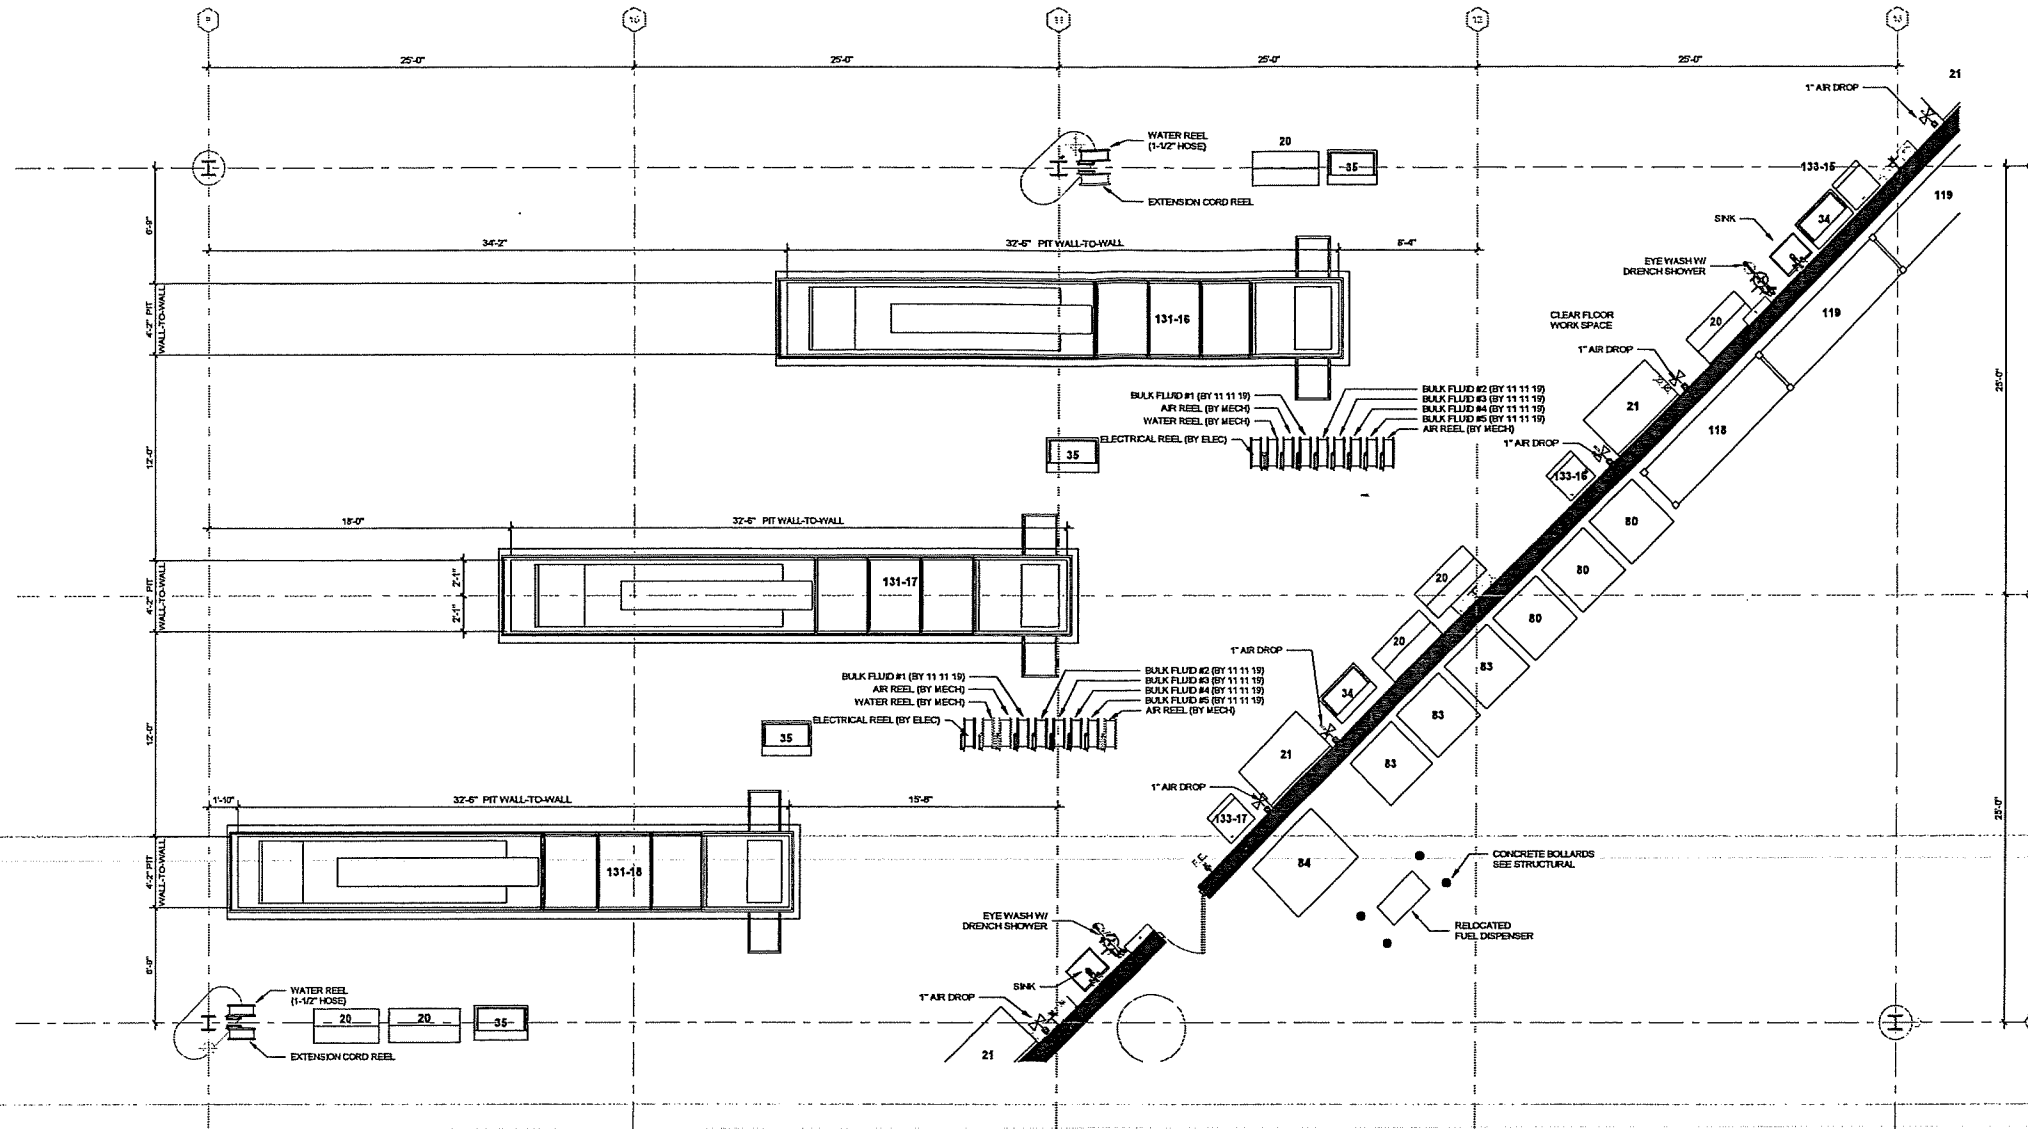 9
10
11
12
13
25'-0"
25'-0"
25'-0"
25'-0"
21
1" AIR DROP
WATER REEL
(1-1/2" HOSE)
20
35
EXTENSION CORD REEL
133-15
119
34
SINK
6'-9"
34'-2"
32'-6" PIT WALL-TO-WALL
8'-4"
EYE WASH W/
DRENCH SHOWER
4'-2" PIT
WALL-TO-WALL
131-16
CLEAR FLOOR
WORK SPACE
20
119
1" AIR DROP
25'-0"
BULK FLUID #1 (BY 11 11 19)
AIR REEL (BY MECH)
WATER REEL (BY MECH)
ELECTRICAL REEL (BY ELEC)
BULK FLUID #2 (BY 11 11 19)
BULK FLUID #3 (BY 11 11 19)
BULK FLUID #4 (BY 11 11 19)
BULK FLUID #5 (BY 11 11 19)
AIR REEL (BY MECH)
21
118
1" AIR DROP
12'-0"
35
133-16
18'-0"
32'-6" PIT WALL-TO-WALL
80
4'-2" PIT
WALL-TO-WALL
2'-1"
2'-1"
131-17
20
80
80
20
1" AIR DROP
83
BULK FLUID #1 (BY 11 11 19)
AIR REEL (BY MECH)
WATER REEL (BY MECH)
ELECTRICAL REEL (BY ELEC)
BULK FLUID #2 (BY 11 11 19)
BULK FLUID #3 (BY 11 11 19)
BULK FLUID #4 (BY 11 11 19)
BULK FLUID #5 (BY 11 11 19)
AIR REEL (BY MECH)
34
83
12'-0"
35
21
83
1'-10"
32'-6" PIT WALL-TO-WALL
15'-8"
1" AIR DROP
133-17
25'-0"
4'-2" PIT
WALL-TO-WALL
131-18
F.E.
84
CONCRETE BOLLARDS
SEE STRUCTURAL
EYE WASH W/
DRENCH SHOWER
RELOCATED
FUEL DISPENSER
6'-9"
WATER REEL
(1-1/2" HOSE)
20
20
35
SINK
1" AIR DROP
EXTENSION CORD REEL
21